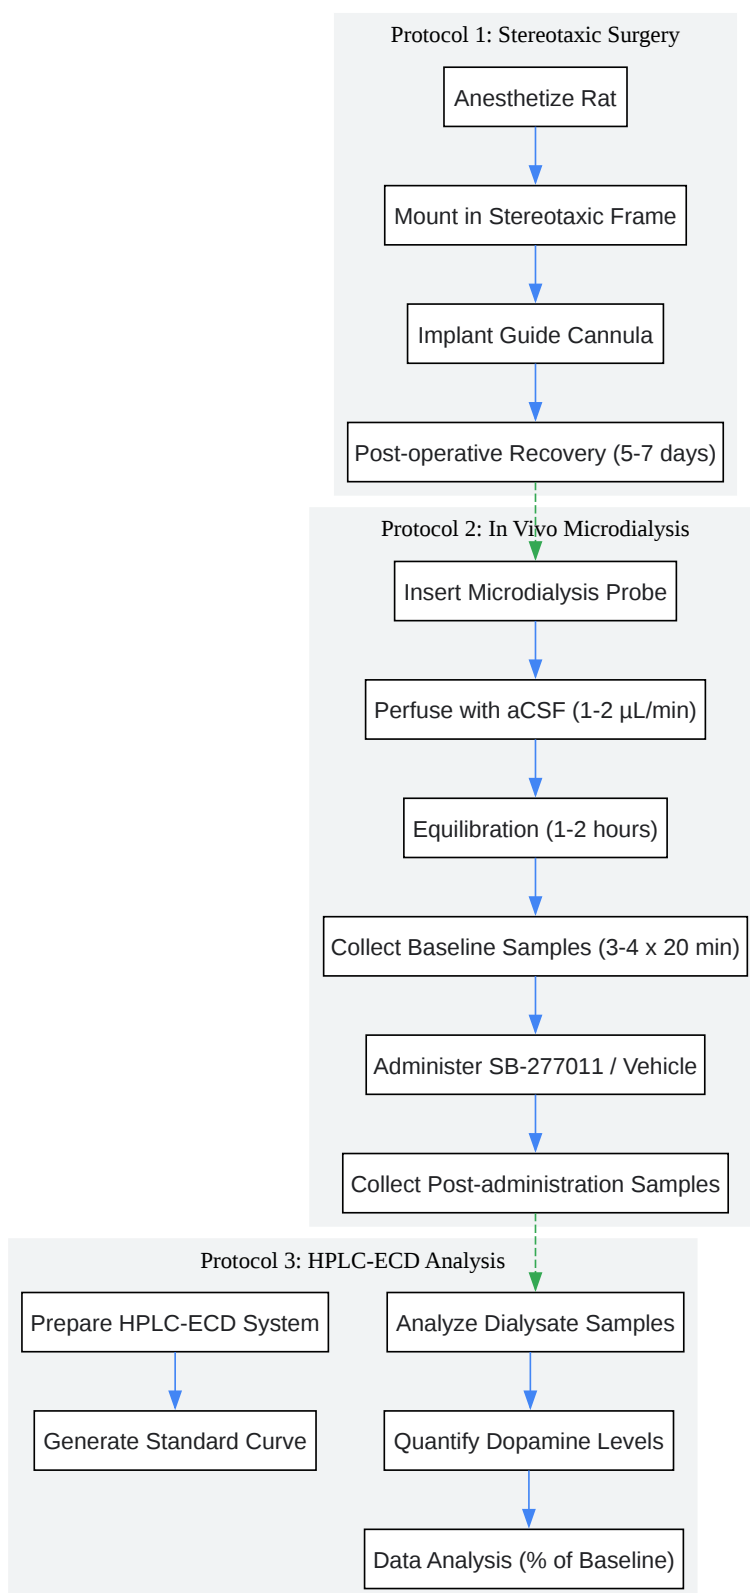 Protocol 1: Stereotaxic Surgery
Anesthetize Rat
Mount in Stereotaxic Frame
Implant Guide Cannula
Post-operative Recovery (5-7 days)
Protocol 2: In Vivo Microdialysis
Insert Microdialysis Probe
Perfuse with aCSF (1-2 µL/min)
Equilibration (1-2 hours)
Collect Baseline Samples (3-4 x 20 min)
Administer SB-277011 / Vehicle
Collect Post-administration Samples
Protocol 3: HPLC-ECD Analysis
Prepare HPLC-ECD System
Generate Standard Curve
Analyze Dialysate Samples
Quantify Dopamine Levels
Data Analysis (% of Baseline)